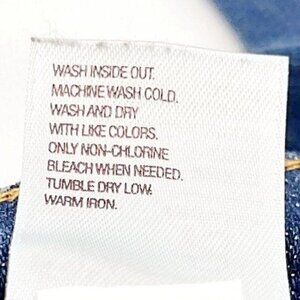 WASH INSIDE OUT.
MACHINE WASH COLD.
WASH AND DRY
WITH LIKE COLORS.
ONLY NON-CHLORINE
BLEACH WHEN NEEDED.
TUMBLE DRY LOW.
WARM IRON.